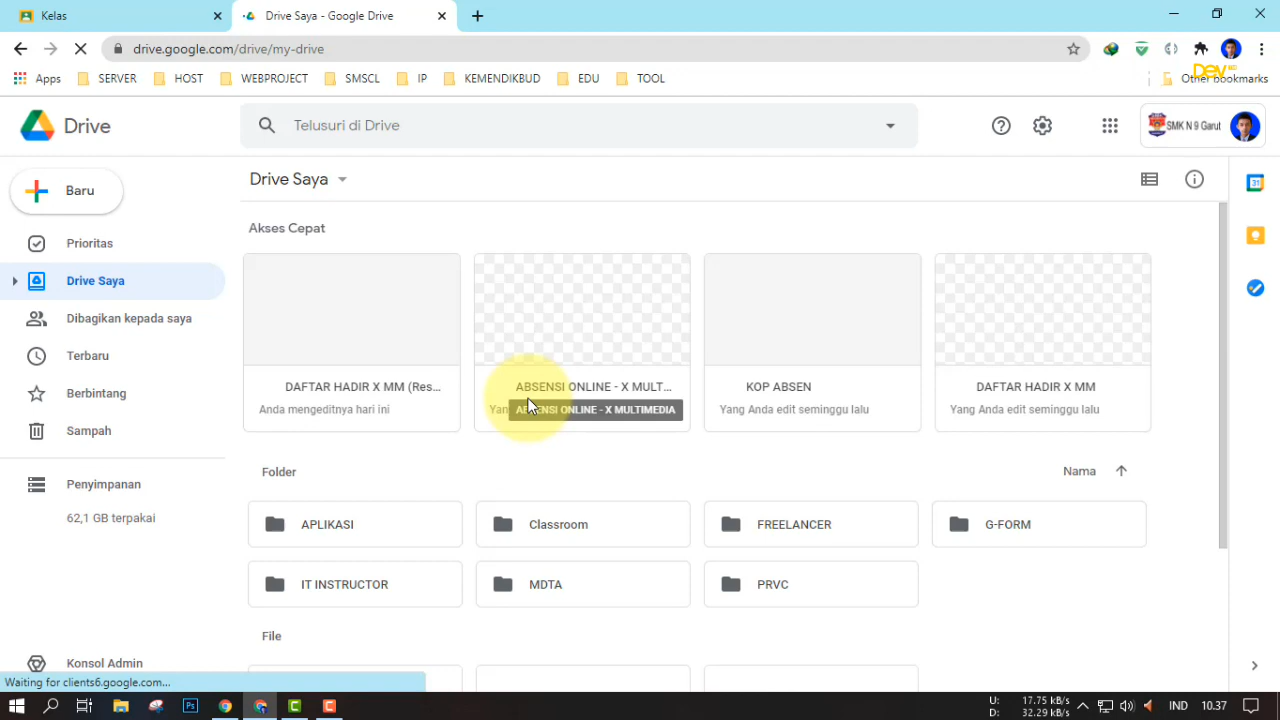 Kelas
Drive Saya - Google Drive
drive.google.com/drive/my-drive
Apps SERVER HOST WEBPROJECT SMSCL IP KEMENDIKBUD EDU TOOL Other bookmarks
Dev
Drive
Telusuri di Drive
SMK N 9 Garut
Baru
Prioritas
Drive Saya
Dibagikan kepada saya
Terbaru
Berbintang
Sampah
Penyimpanan
62,1 GB terpakai
Konsol Admin
Drive Saya
Akses Cepat
DAFTAR HADIR X MM (Res...
Anda mengeditnya hari ini
ABSENSI ONLINE - X MULT...
Yang
ABSENSI ONLINE - X MULTIMEDIA
KOP ABSEN
Yang Anda edit seminggu lalu
DAFTAR HADIR X MM
Yang Anda edit seminggu lalu
Folder
Nama
APLIKASI
Classroom
FREELANCER
G-FORM
IT INSTRUCTOR
MDTA
PRVC
File
31
Waiting for clients6.google.com...
U: 17.75 kB/s
D: 32.29 kB/s
IND
10.37